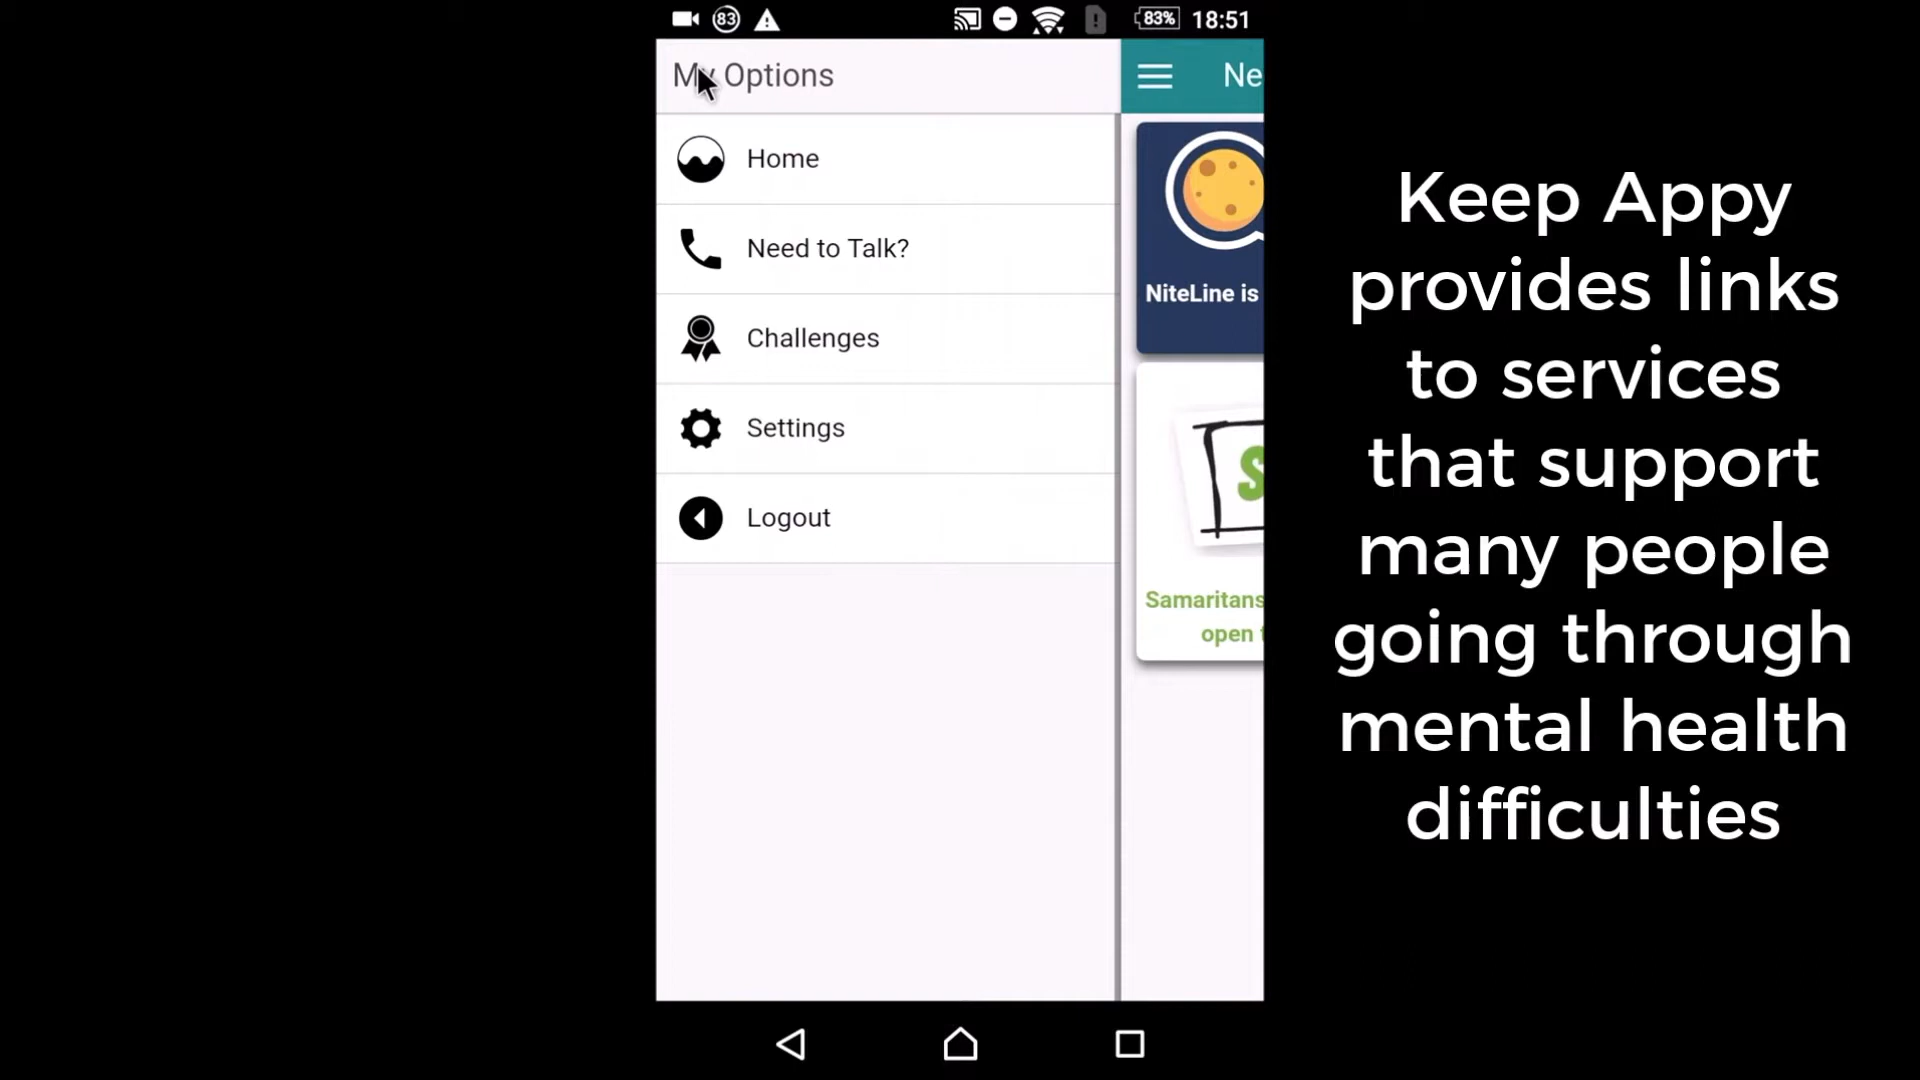 83
83%
18:51
My Options
Ne
Home
Need to Talk?
Challenges
Settings
Logout
NiteLine is
S
Samaritans
open
Keep Appy
provides links
to services
that support
many people
going through
mental health
difficulties